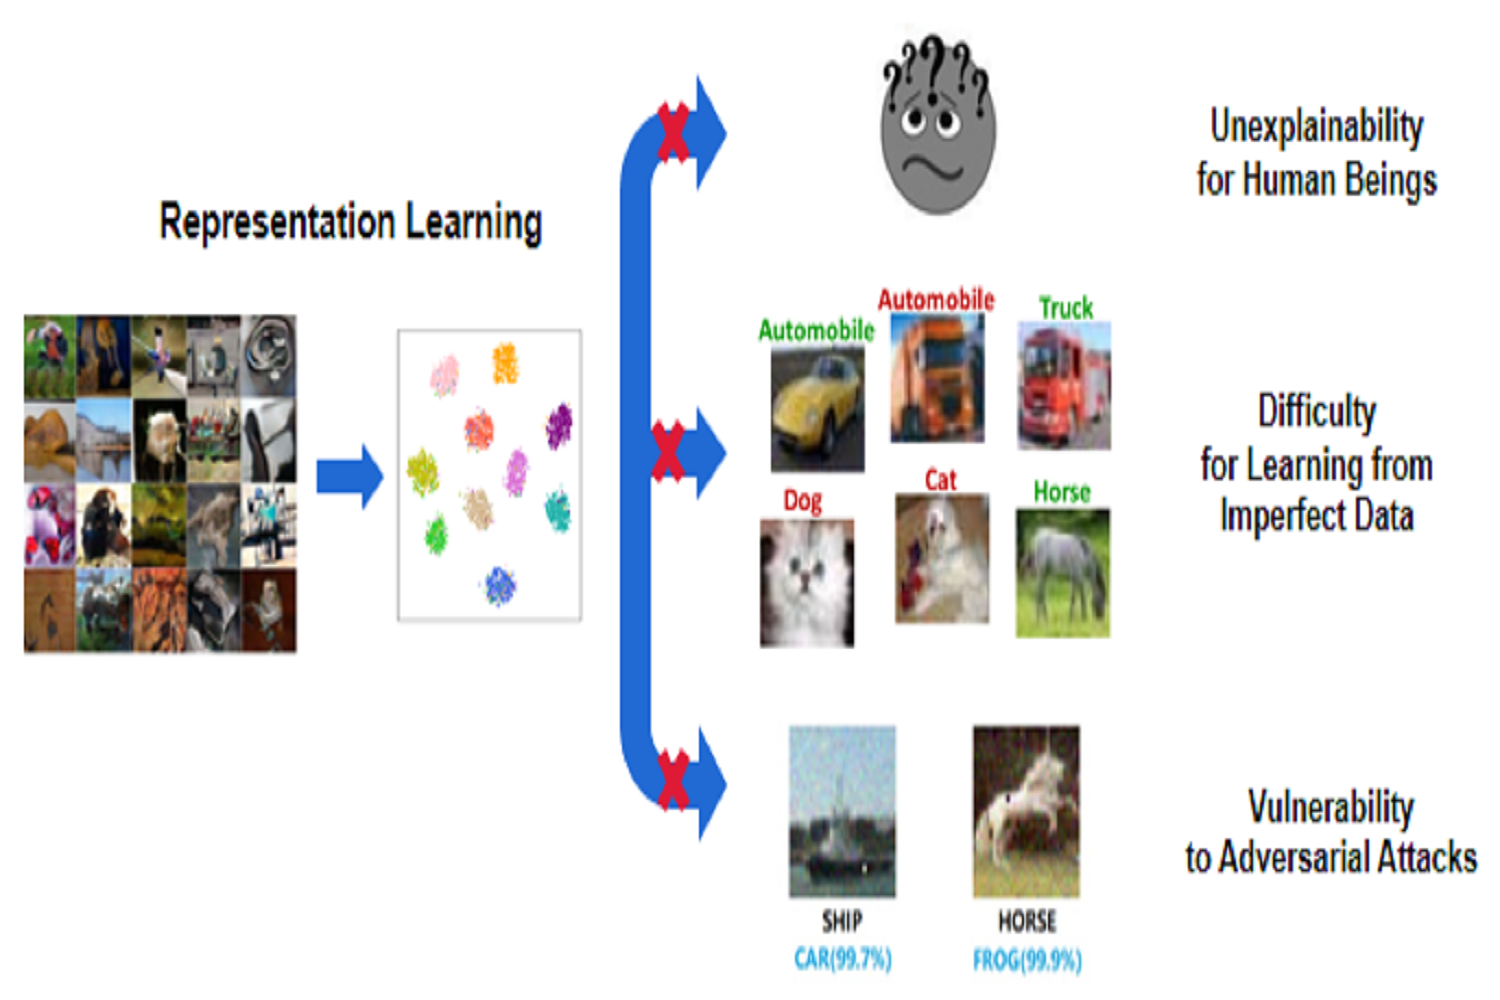 Representation Learning
? ? ? ? ?
Unexplainability
for Human Beings
Automobile
Automobile
Truck
Dog
Cat
Horse
Difficulty
for Learning from
Imperfect Data
SHIP
CAR(99.7%)
HORSE
FROG(99.9%)
Vulnerability
to Adversarial Attacks